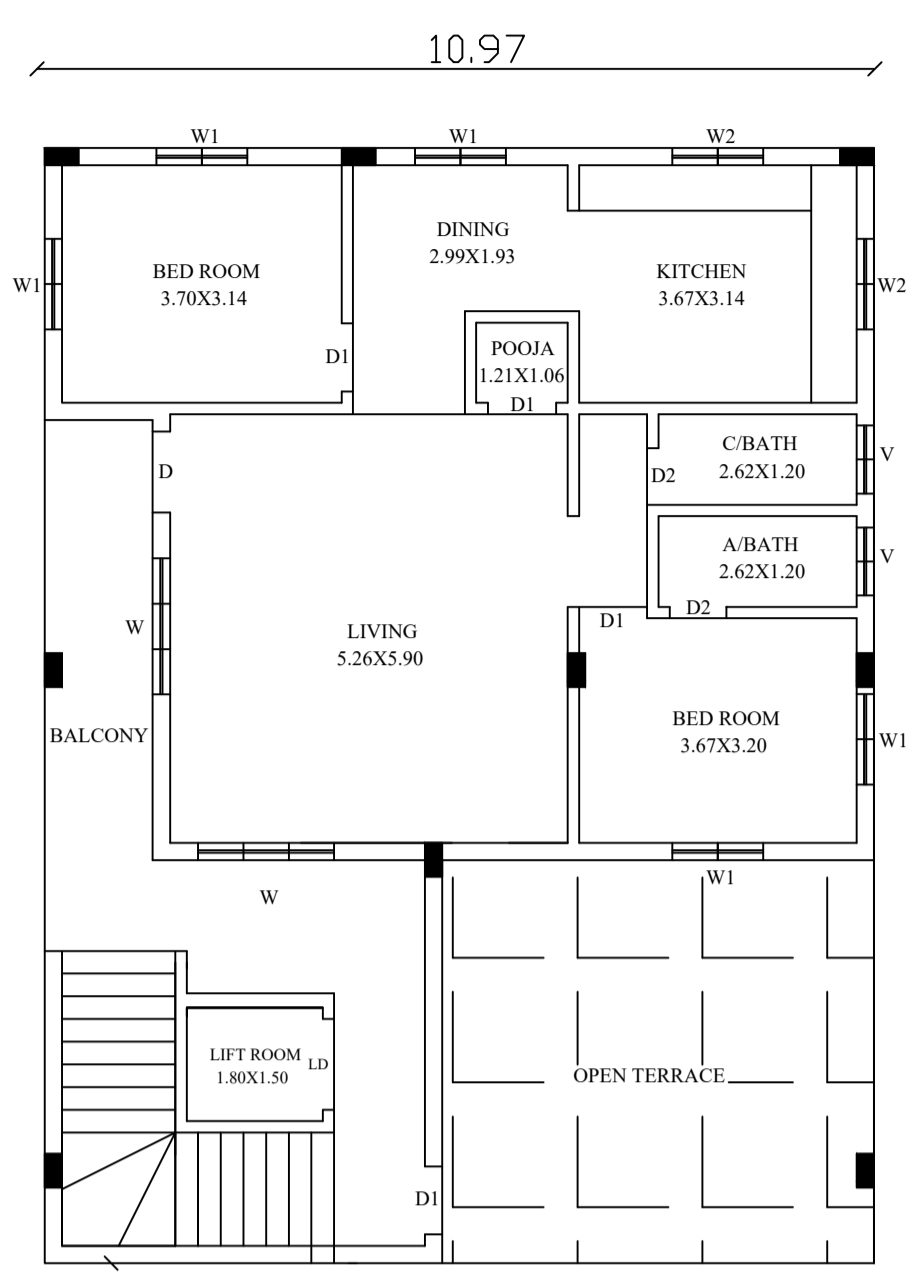 10.97
W1
W1
W2
DINING
2.99X1.93
BED ROOM
3.70X3.14
KITCHEN
3.67X3.14
W1
W2
POOJA
1.21X1.06
D1
D1
C/BATH
2.62X1.20
V
D
D2
A/BATH
2.62X1.20
V
D2
D1
W
LIVING
5.26X5.90
BED ROOM
3.67X3.20
BALCONY
W1
W1
W
LIFT ROOM
1.80X1.50
LD
OPEN TERRACE
D1